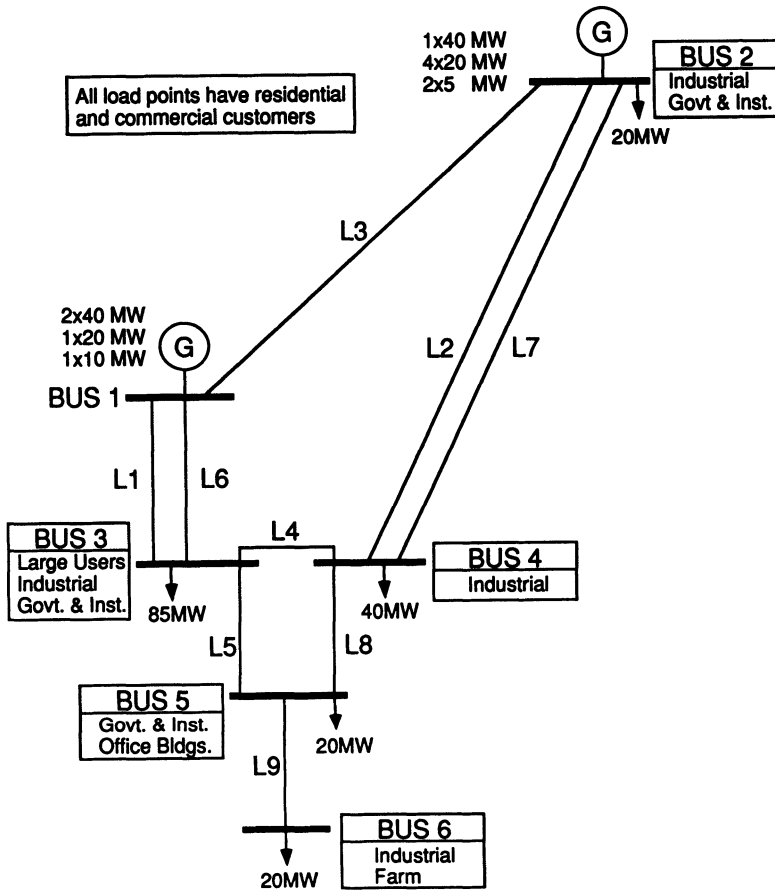 1x40 MW
4x20 MW
2x5 MW
G
BUS 2
Industrial
Govt & Inst.
20MW
All load points have residential
and commercial customers
L3
2x40 MW
1x20 MW
1x10 MW
G
BUS 1
L2
L7
L1
L6
L4
BUS 3
Large Users
Industrial
Govt. & Inst.
85MW
40MW
BUS 4
Industrial
L5
L8
BUS 5
Govt. & Inst.
Office Bldgs.
20MW
L9
BUS 6
Industrial
Farm
20MW